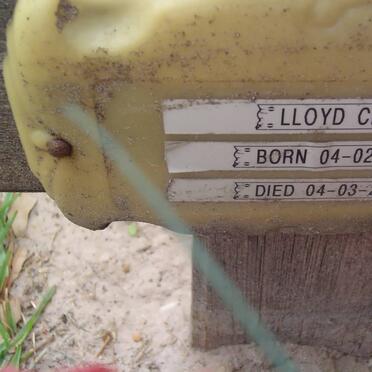 LLOYD C
BORN 04-02
DIED 04-03-